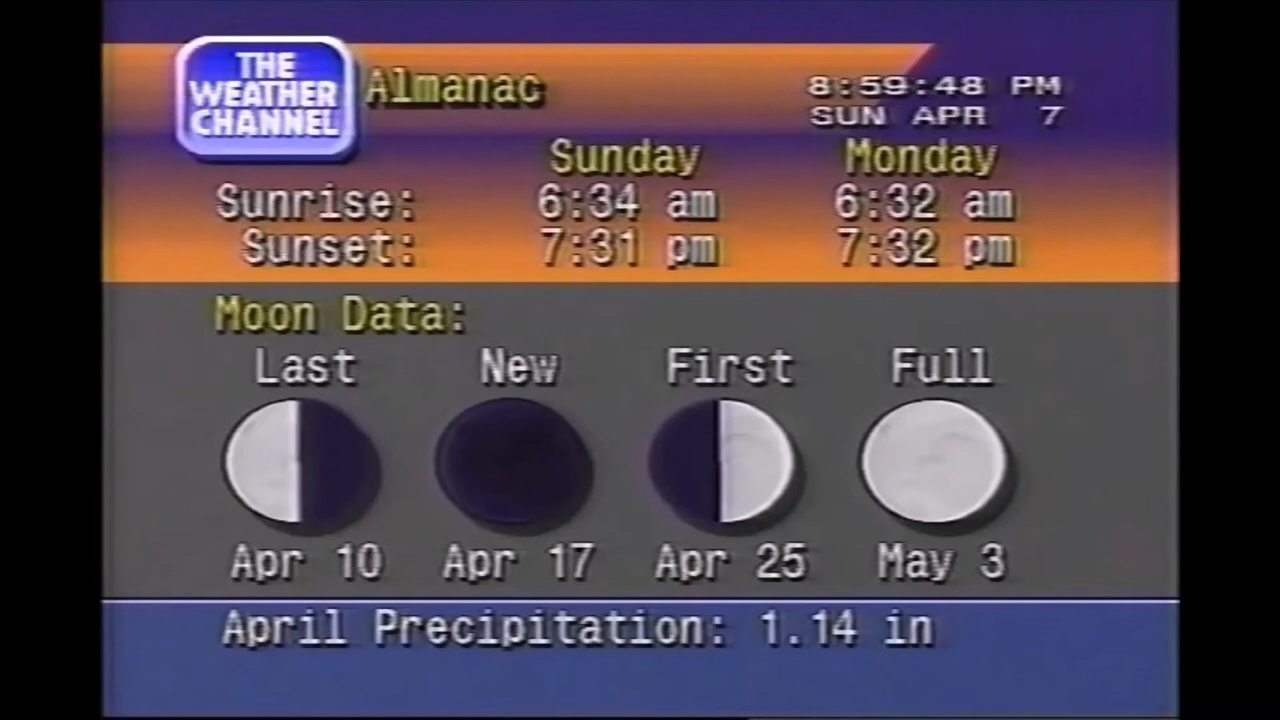 THE
WEATHER
CHANNEL
Almanac
8:59:48 PM
SUN APR 7
Sunday Monday
Sunrise: 6:34 am 6:32 am
Sunset: 7:31 pm 7:32 pm
Moon Data:
Last New First Full
Apr 10 Apr 17 Apr 25 May 3
April Precipitation: 1.14 in